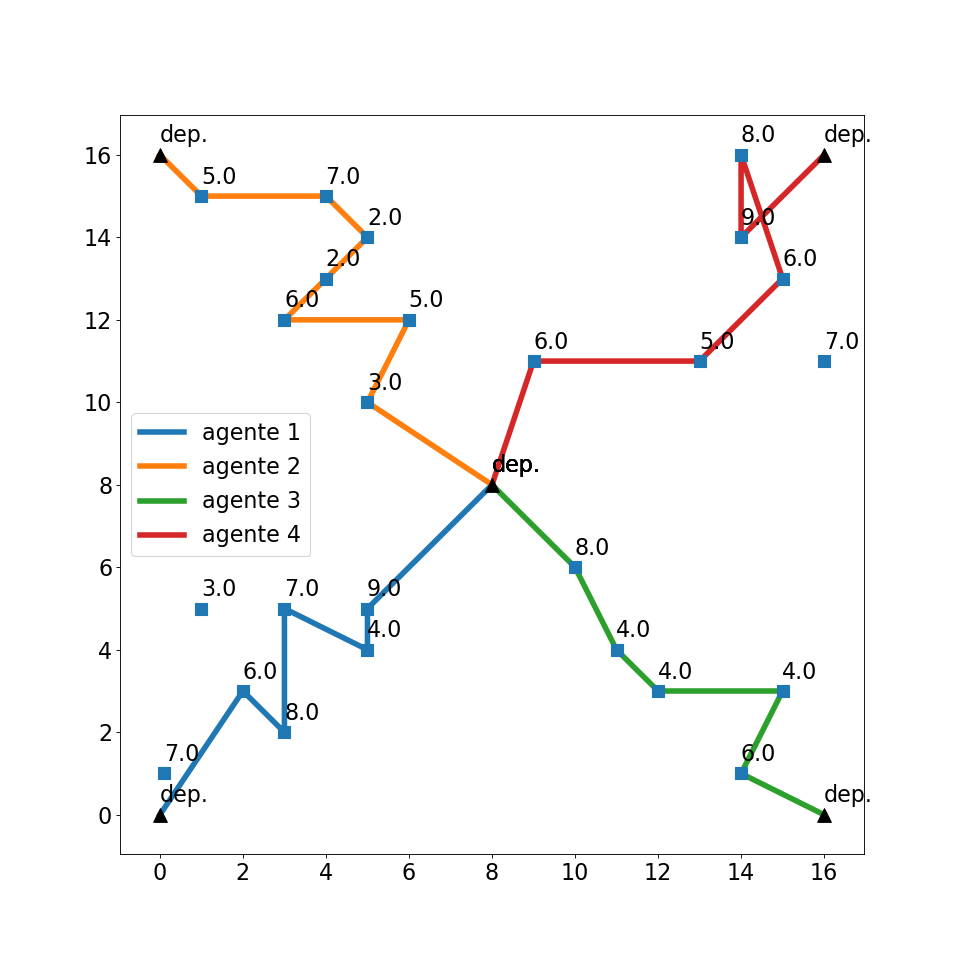 dep. 8.0 dep.
16
5.0 7.0
2.0 9.0
14
2.0 6.0
6.0 5.0
12
6.0 5.0 7.0
3.0
10
agente 1
agente 2
agente 3
agente 4
dep.
8
8.0
6
3.0 7.0 9.0
4.0 4.0
4
6.0 4.0 4.0
8.0
2
7.0 6.0
dep. dep.
0
0 2 4 6 8 10 12 14 16